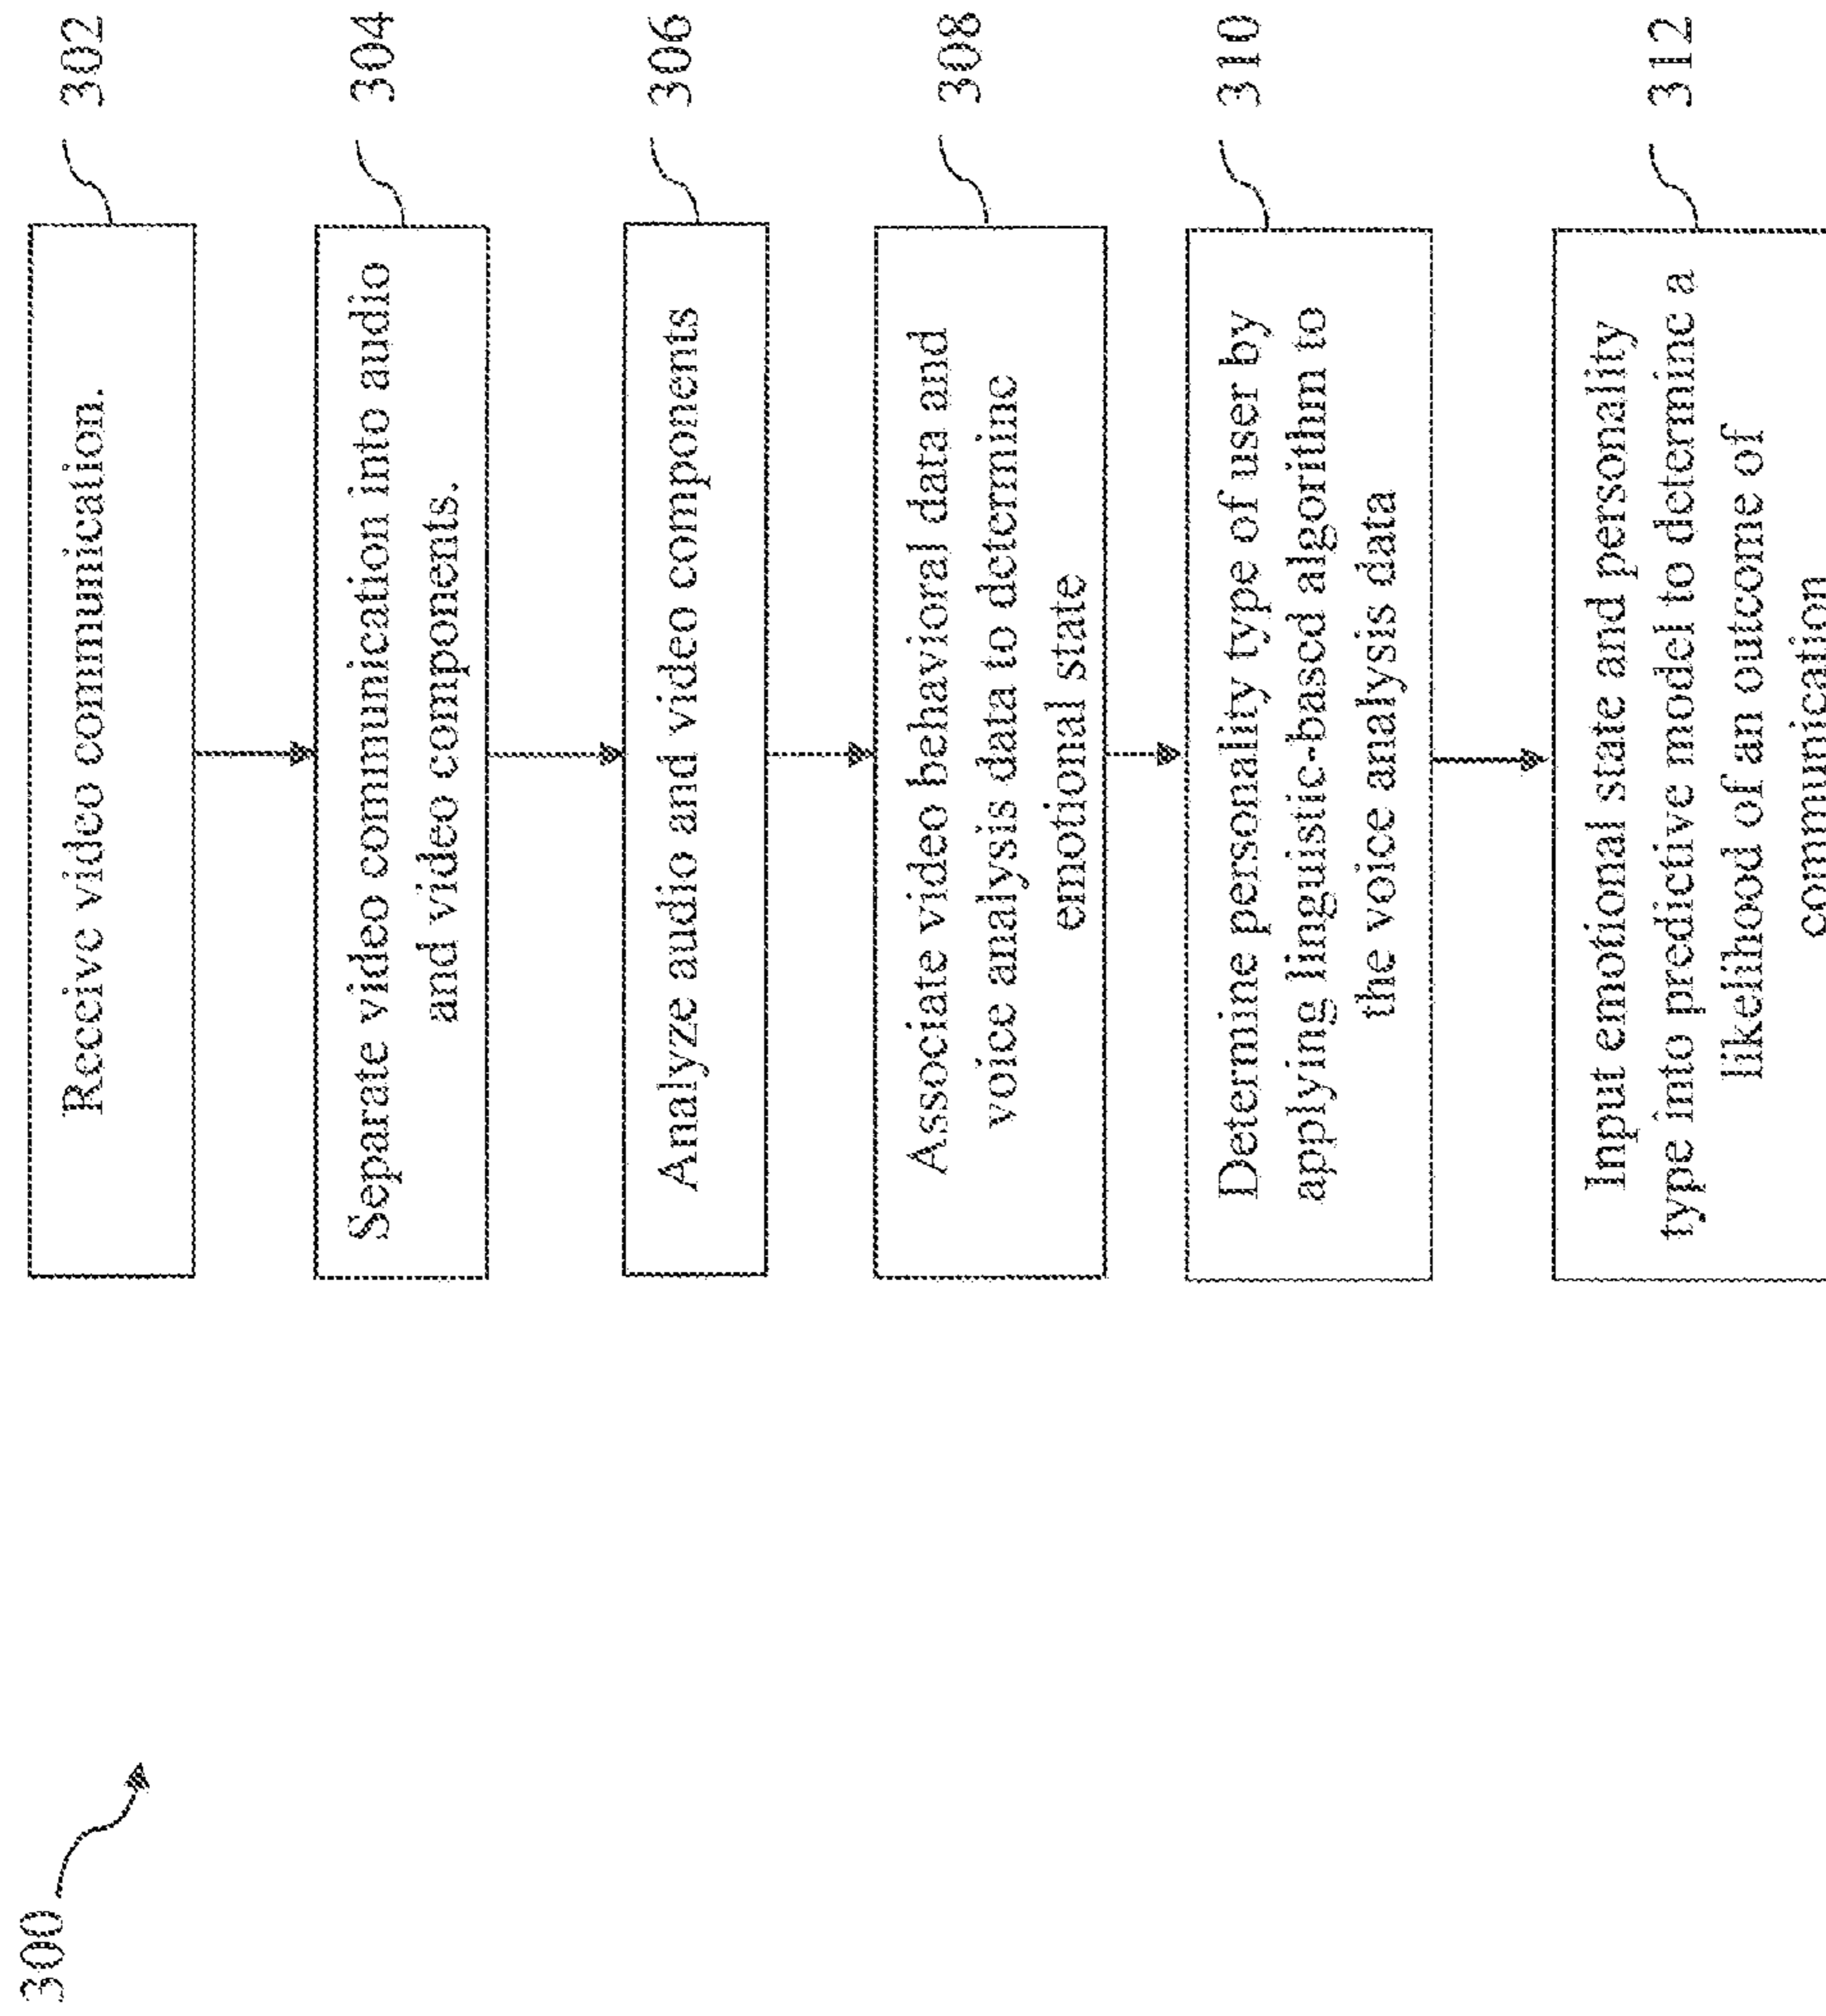 300
Receive video communication.
302
Separate video communication into audio
and video components.
304
Analyze audio and video components
306
Associate video behavioral data and
voice analysis data to determine
emotional state
308
Determine personality type of user by
applying linguistic-based algorithm to
the voice analysis data
310
Input emotional state and personality
type into predictive model to determine a
likelihood of an outcome of
communication
312